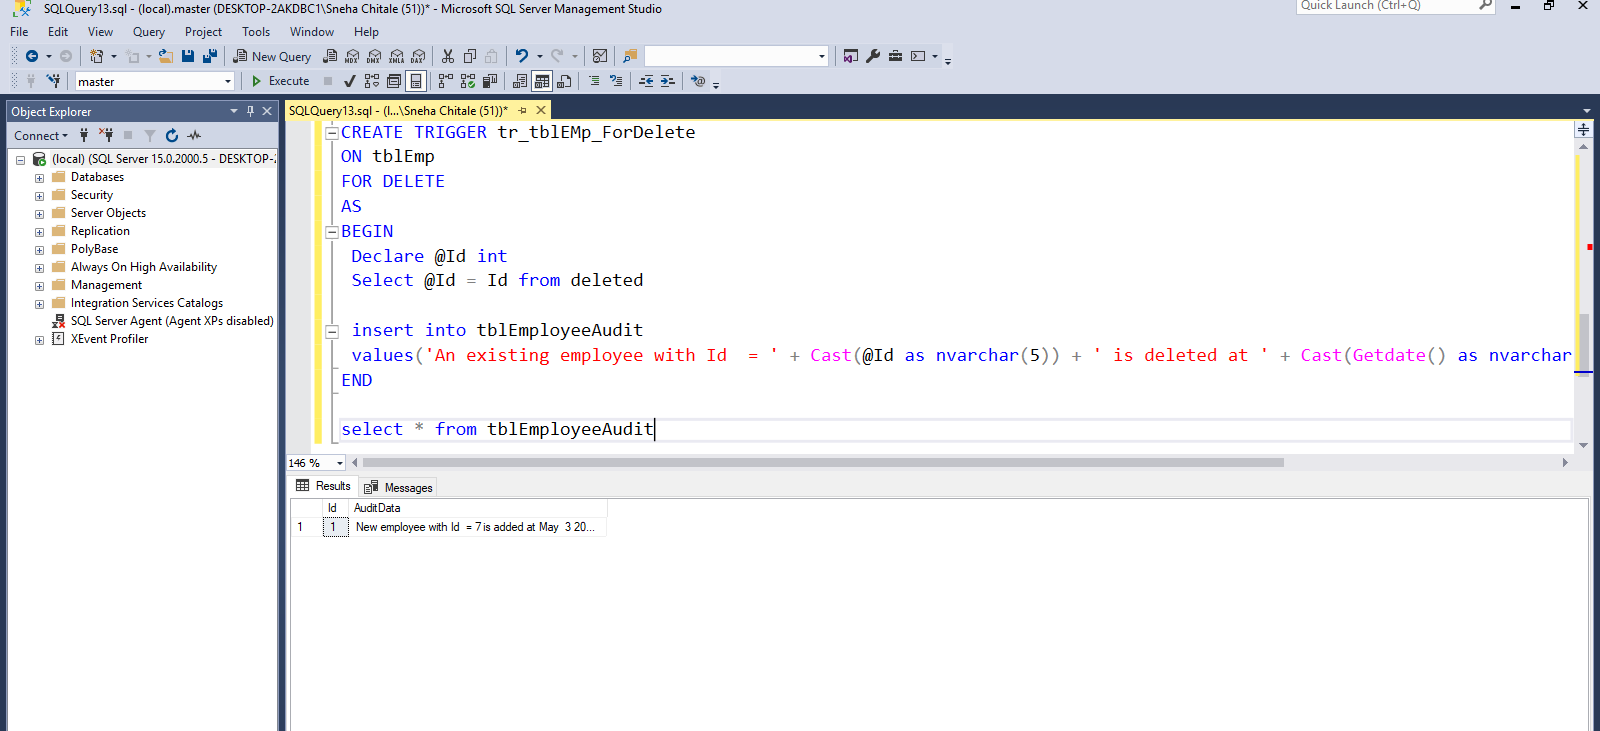 SQLQuery13.sql - (local).master (DESKTOP-2AKDBC1\Sneha Chitale (51))* - Microsoft SQL Server Management Studio
Quick Launch (Ctrl+Q)
File Edit View Query Project Tools Window Help
New Query MDX DMX XMLA DAX
master Execute
Object Explorer
SQLQuery13.sql - (l...\Sneha Chitale (51))*
Connect
(local) (SQL Server 15.0.2000.5 - DESKTOP-2
Databases
Security
Server Objects
Replication
PolyBase
Always On High Availability
Management
Integration Services Catalogs
SQL Server Agent (Agent XPs disabled)
XEvent Profiler
CREATE TRIGGER tr_tblEMp_ForDelete
ON tblEmp
FOR DELETE
AS
BEGIN
Declare @Id int
Select @Id = Id from deleted
insert into tblEmployeeAudit
values('An existing employee with Id  = ' + Cast(@Id as nvarchar(5)) + ' is deleted at ' + Cast(Getdate() as nvarchar
END
select * from tblEmployeeAudit
146 %
Results Messages
Id AuditData
1 1 New employee with Id  = 7 is added at May  3 20...